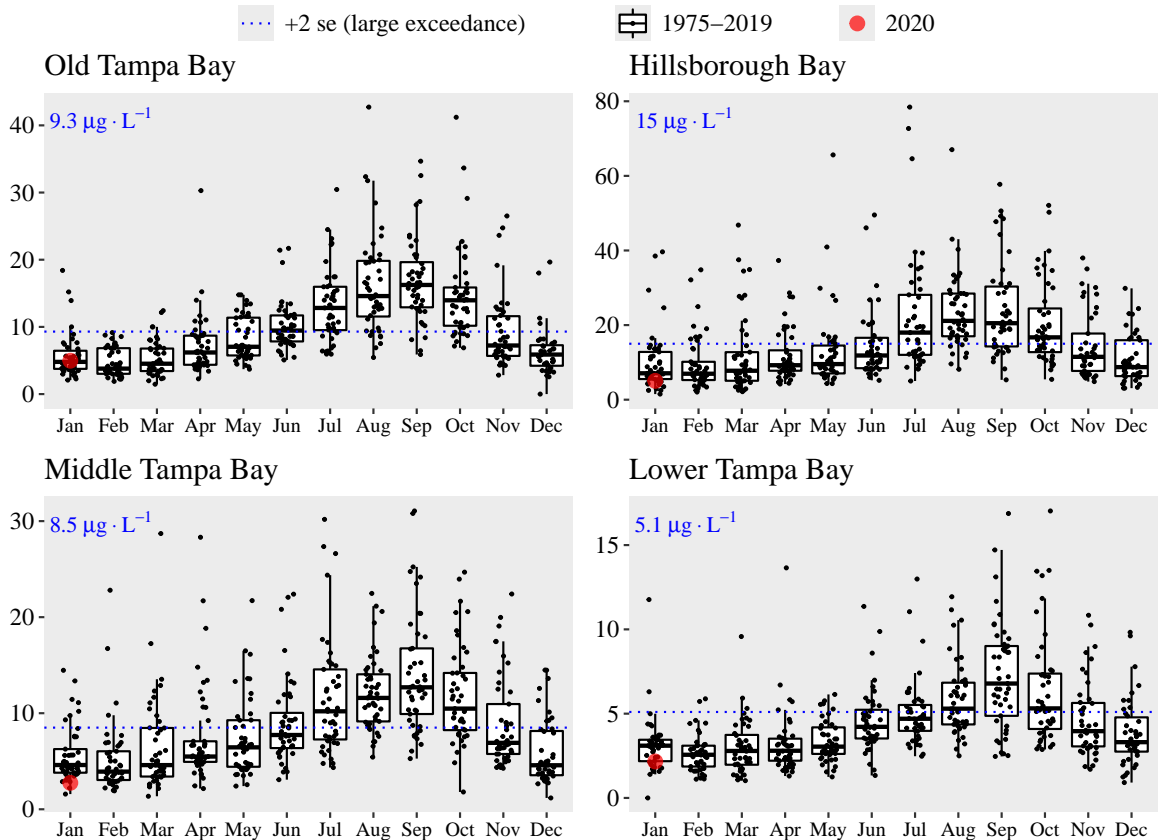 +2 se (large exceedance) 1975–2019 2020
Old Tampa Bay
9.3 μg · L⁻¹
40
30
20
10
0
Jan Feb Mar Apr May Jun Jul Aug Sep Oct Nov Dec
Hillsborough Bay
15 μg · L⁻¹
80
60
40
20
0
Jan Feb Mar Apr May Jun Jul Aug Sep Oct Nov Dec
Middle Tampa Bay
8.5 μg · L⁻¹
30
20
10
0
Jan Feb Mar Apr May Jun Jul Aug Sep Oct Nov Dec
Lower Tampa Bay
5.1 μg · L⁻¹
15
10
5
0
Jan Feb Mar Apr May Jun Jul Aug Sep Oct Nov Dec